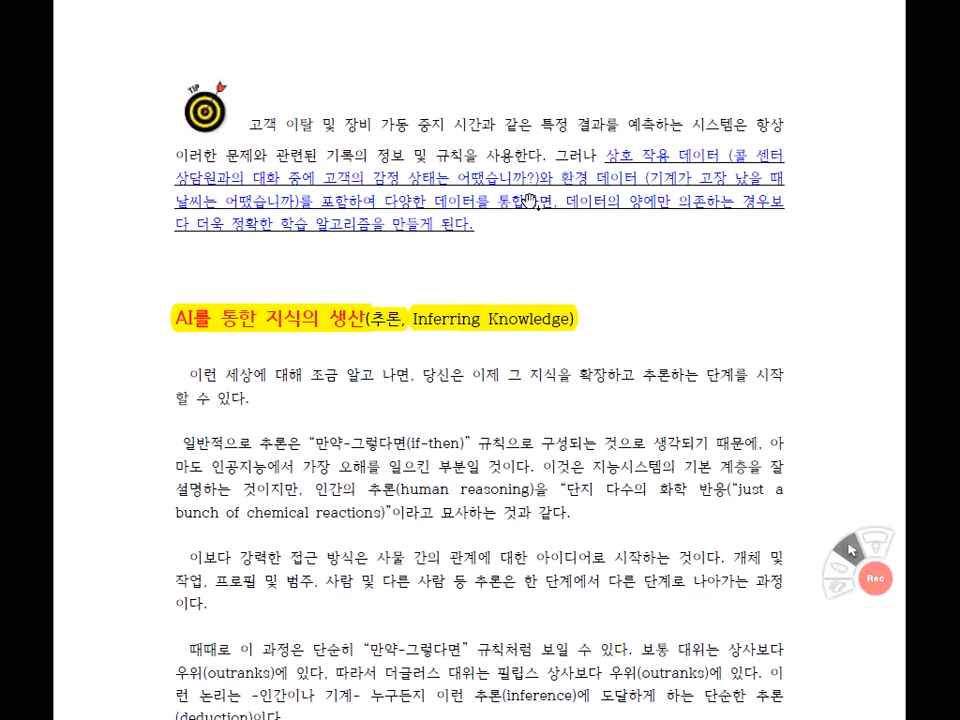 TIP
고객 이탈 및 장비 가동 중지 시간과 같은 특정 결과를 예측하는 시스템은 항상
이러한 문제와 관련된 기록의 정보 및 규칙을 사용한다. 그러나 상호 작용 데이터 (콜 센터
상담원과의 대화 중에 고객의 감정 상태는 어땠습니까?)와 환경 데이터 (기계가 고장 났을 때
날씨는 어땠습니까)를 포함하여 다양한 데이터를 통합면, 데이터의 양에만 의존하는 경우보
다 더욱 정확한 학습 알고리즘을 만들게 된다.
AI를 통한 지식의 생산(추론, Inferring Knowledge)
이런 세상에 대해 조금 알고 나면, 당신은 이제 그 지식을 확장하고 추론하는 단계를 시작
할 수 있다.
일반적으로 추론은 “만약-그렇다면(if-then)” 규칙으로 구성되는 것으로 생각되기 때문에, 아
마도 인공지능에서 가장 오해를 일으킨 부분일 것이다. 이것은 지능시스템의 기본 계층을 잘
설명하는 것이지만, 인간의 추론(human reasoning)을 “단지 다수의 화학 반응(“just a
bunch of chemical reactions)”이라고 묘사하는 것과 같다.
이보다 강력한 접근 방식은 사물 간의 관계에 대한 아이디어로 시작하는 것이다. 개체 및
작업, 프로필 및 범주, 사람 및 다른 사람 등 추론은 한 단계에서 다른 단계로 나아가는 과정
이다.
때때로 이 과정은 단순히 “만약-그렇다면” 규칙처럼 보일 수 있다. 보통 대위는 상사보다
우위(outranks)에 있다, 따라서 더글러스 대위는 필립스 상사보다 우위(outranks)에 있다. 이
런 논리는 -인간이나 기계- 누구든지 이런 추론(inference)에 도달하게 하는 단순한 추론
(deduction)이다.
Rec